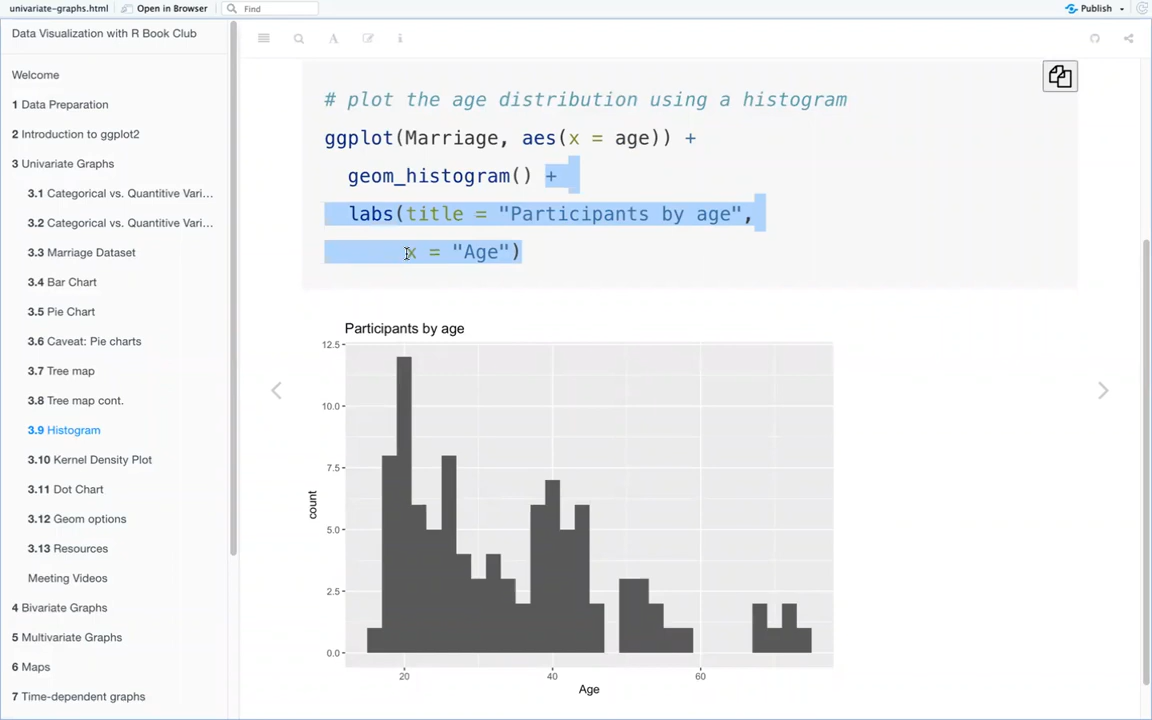 univariate-graphs.html
Open in Browser
Find
Publish
Data Visualization with R Book Club
Welcome
1 Data Preparation
2 Introduction to ggplot2
3 Univariate Graphs
3.1 Categorical vs. Quantitive Vari...
3.2 Categorical vs. Quantitive Vari...
3.3 Marriage Dataset
3.4 Bar Chart
3.5 Pie Chart
3.6 Caveat: Pie charts
3.7 Tree map
3.8 Tree map cont.
3.9 Histogram
3.10 Kernel Density Plot
3.11 Dot Chart
3.12 Geom options
3.13 Resources
Meeting Videos
4 Bivariate Graphs
5 Multivariate Graphs
6 Maps
7 Time-dependent graphs
A
i
# plot the age distribution using a histogram
ggplot(Marriage, aes(x = age)) +
geom_histogram() +
labs(title = "Participants by age",
x = "Age")
Participants by age
12.5
10.0
7.5
5.0
2.5
0.0
count
20
40
60
Age